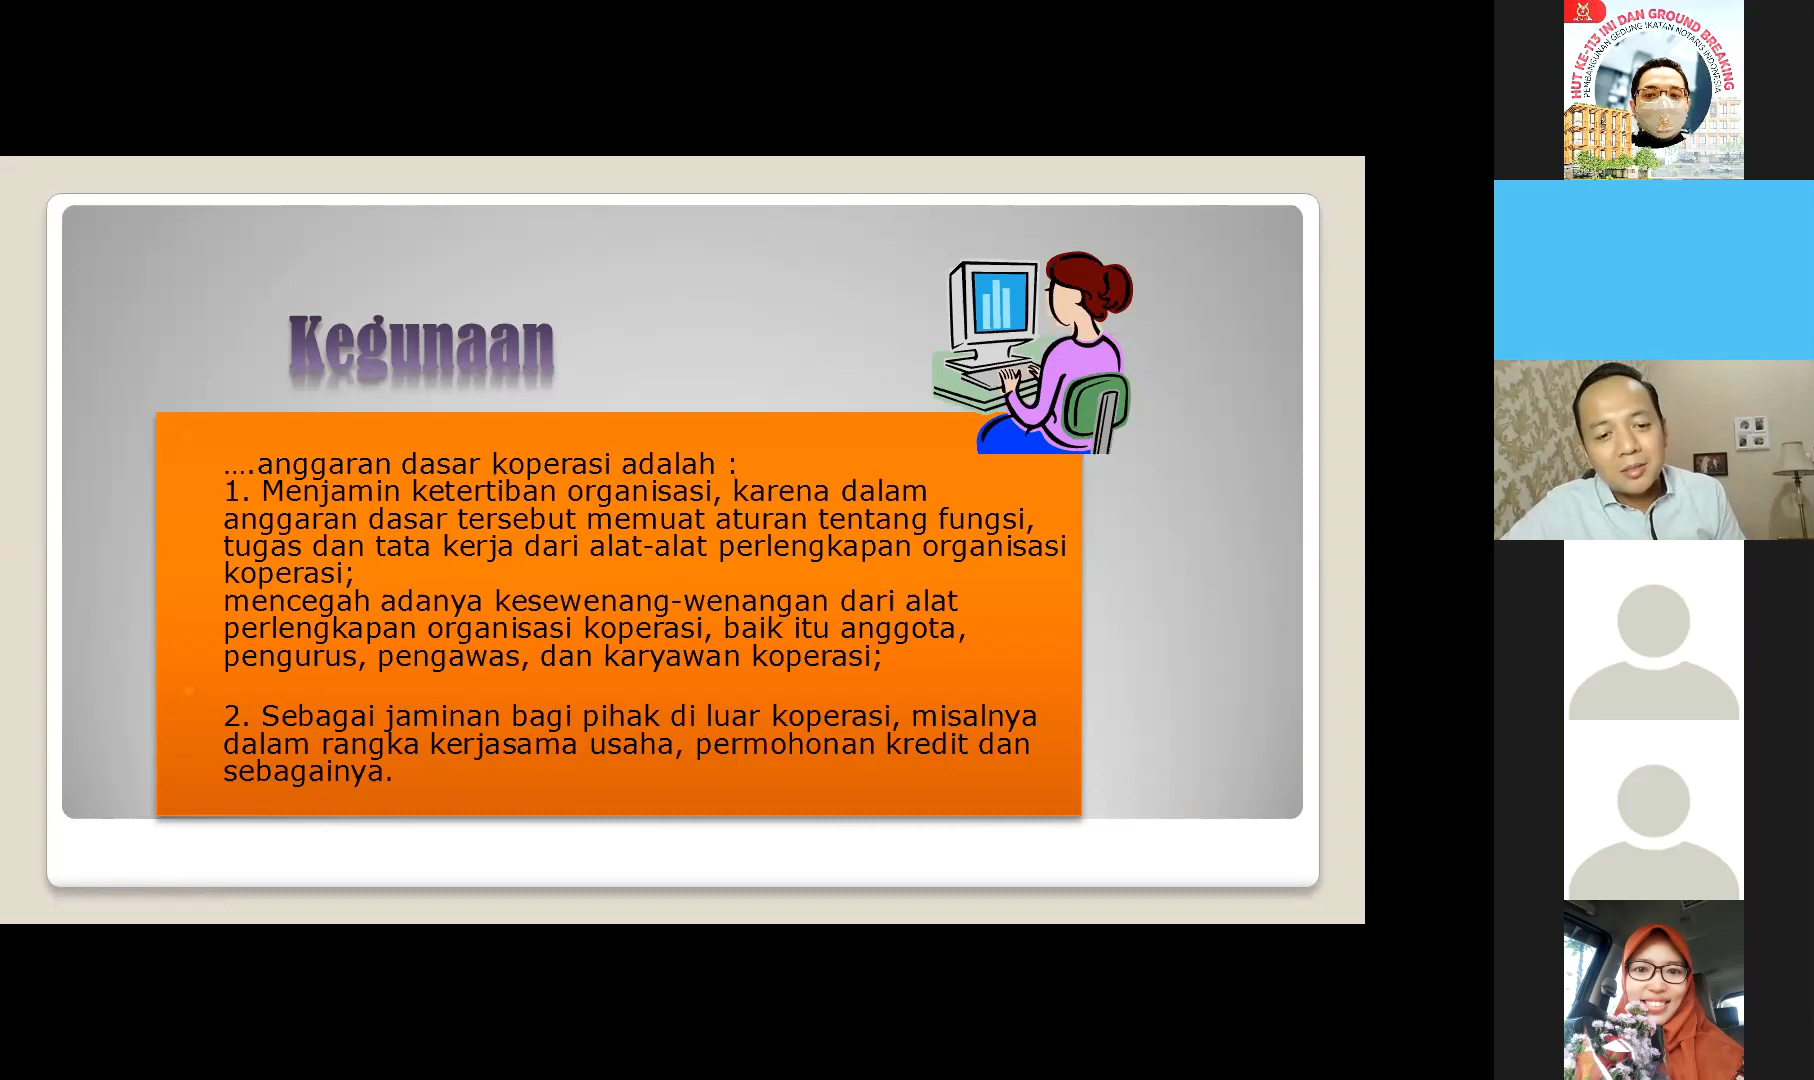 Kegunaan
….anggaran dasar koperasi adalah :
1. Menjamin ketertiban organisasi, karena dalam
anggaran dasar tersebut memuat aturan tentang fungsi,
tugas dan tata kerja dari alat-alat perlengkapan organisasi
koperasi;
mencegah adanya kesewenang-wenangan dari alat
perlengkapan organisasi koperasi, baik itu anggota,
pengurus, pengawas, dan karyawan koperasi;
2. Sebagai jaminan bagi pihak di luar koperasi, misalnya
dalam rangka kerjasama usaha, permohonan kredit dan
sebagainya.
HUT KE-113 INI DAN GROUND BREAKING
PEMBANGUNAN GEDUNG IKATAN NOTARIS INDONESIA